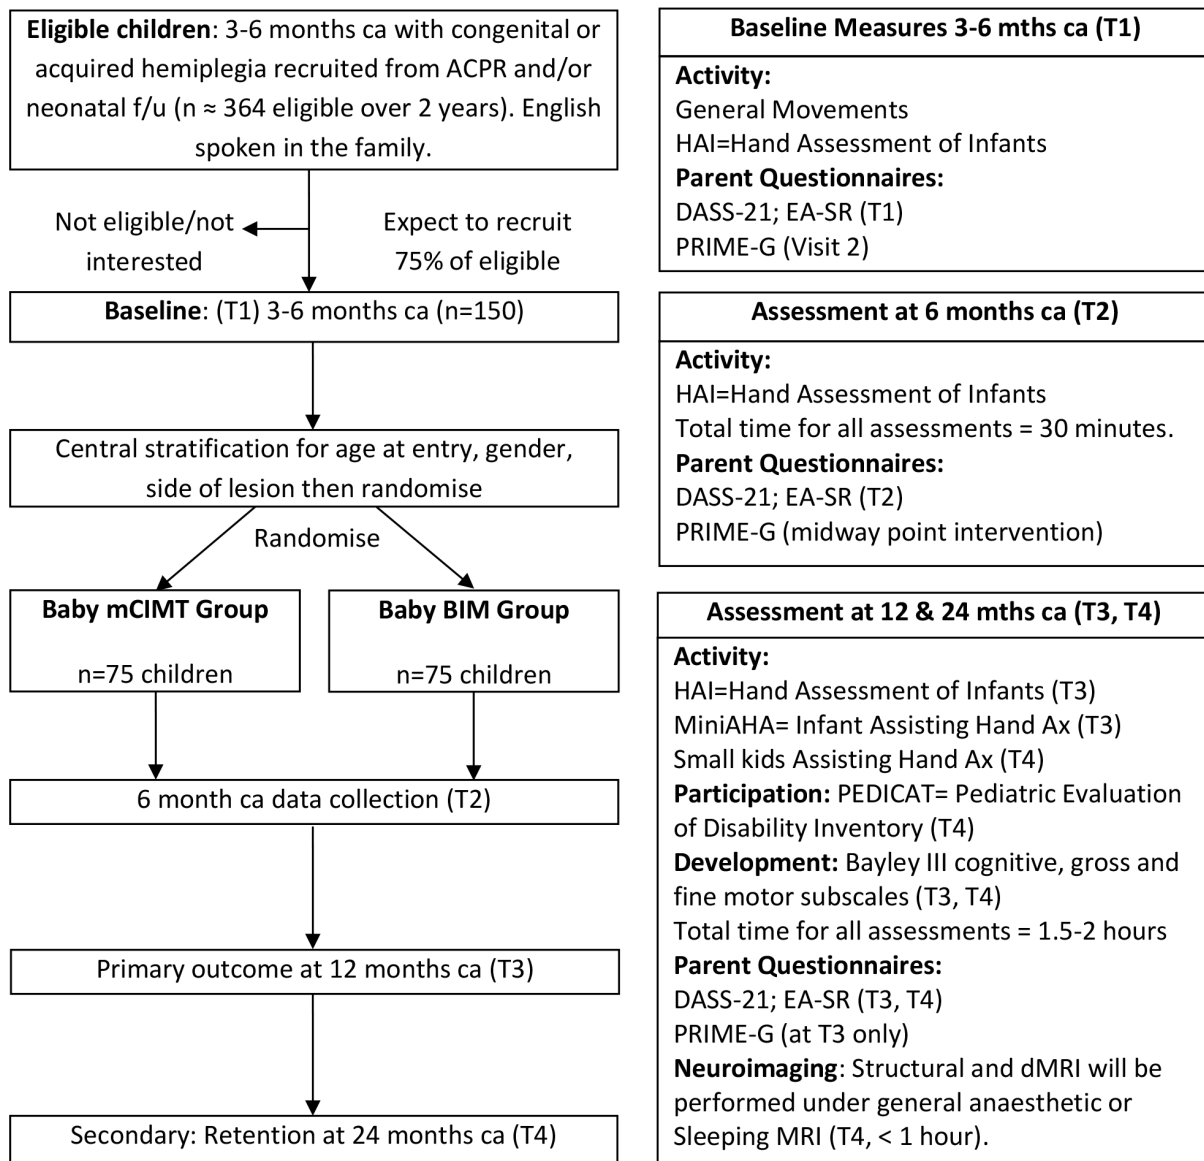 Eligible children: 3-6 months ca with congenital or
acquired hemiplegia recruited from ACPR and/or
neonatal f/u (n ≈ 364 eligible over 2 years). English
spoken in the family.
Not eligible/not
interested
Expect to recruit
75% of eligible
Baseline: (T1) 3-6 months ca (n=150)
Central stratification for age at entry, gender,
side of lesion then randomise
Randomise
Baby mCIMT Group
n=75 children
Baby BIM Group
n=75 children
6 month ca data collection (T2)
Primary outcome at 12 months ca (T3)
Secondary: Retention at 24 months ca (T4)
Baseline Measures 3-6 mths ca (T1)
Activity:
General Movements
HAI=Hand Assessment of Infants
Parent Questionnaires:
DASS-21; EA-SR (T1)
PRIME-G (Visit 2)
Assessment at 6 months ca (T2)
Activity:
HAI=Hand Assessment of Infants
Total time for all assessments = 30 minutes.
Parent Questionnaires:
DASS-21; EA-SR (T2)
PRIME-G (midway point intervention)
Assessment at 12 & 24 mths ca (T3, T4)
Activity:
HAI=Hand Assessment of Infants (T3)
MiniAHA= Infant Assisting Hand Ax (T3)
Small kids Assisting Hand Ax (T4)
Participation: PEDICAT= Pediatric Evaluation
of Disability Inventory (T4)
Development: Bayley III cognitive, gross and
fine motor subscales (T3, T4)
Total time for all assessments = 1.5-2 hours
Parent Questionnaires:
DASS-21; EA-SR (T3, T4)
PRIME-G (at T3 only)
Neuroimaging: Structural and dMRI will be
performed under general anaesthetic or
Sleeping MRI (T4, < 1 hour).